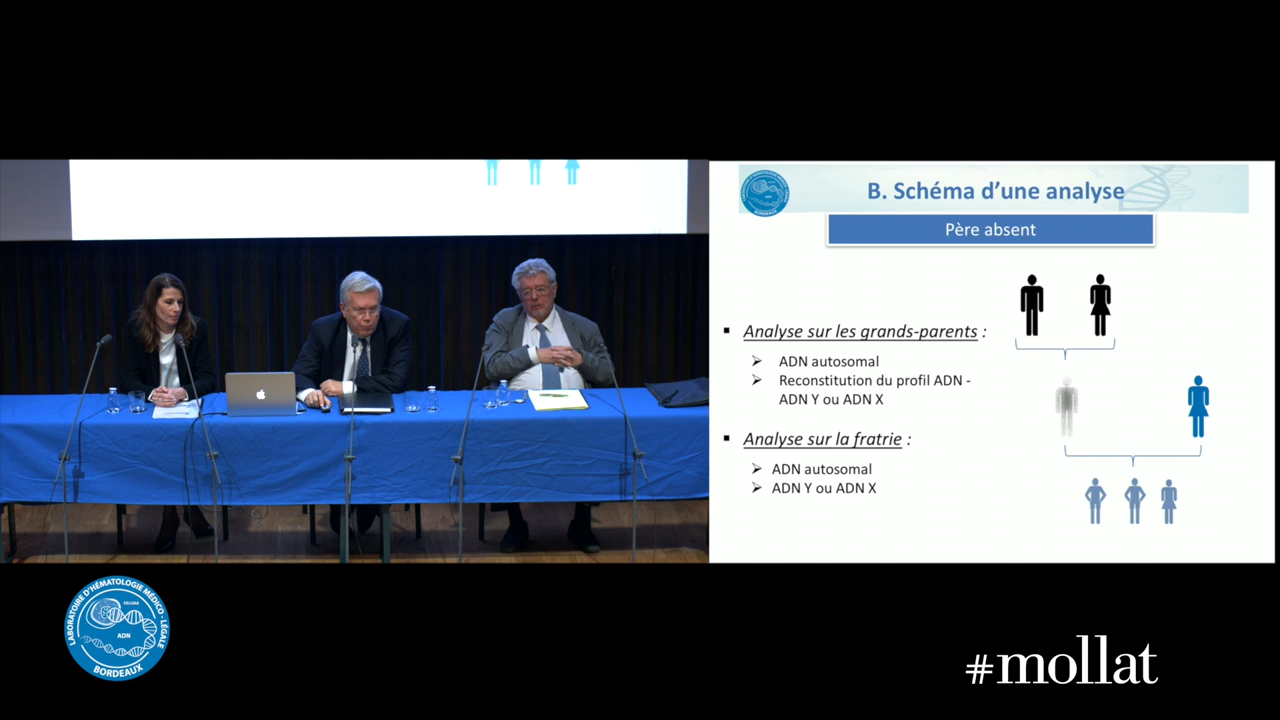 B. Schéma d'une analyse
Père absent
▪ Analyse sur les grands-parents :
➢ ADN autosomal
➢ Reconstitution du profil ADN -
ADN Y ou ADN X
▪ Analyse sur la fratrie :
➢ ADN autosomal
➢ ADN Y ou ADN X
LABORATOIRE D'HÉMATOLOGIE MÉDICO-LÉGALE
CELLULE
ADN
BORDEAUX
#mollat